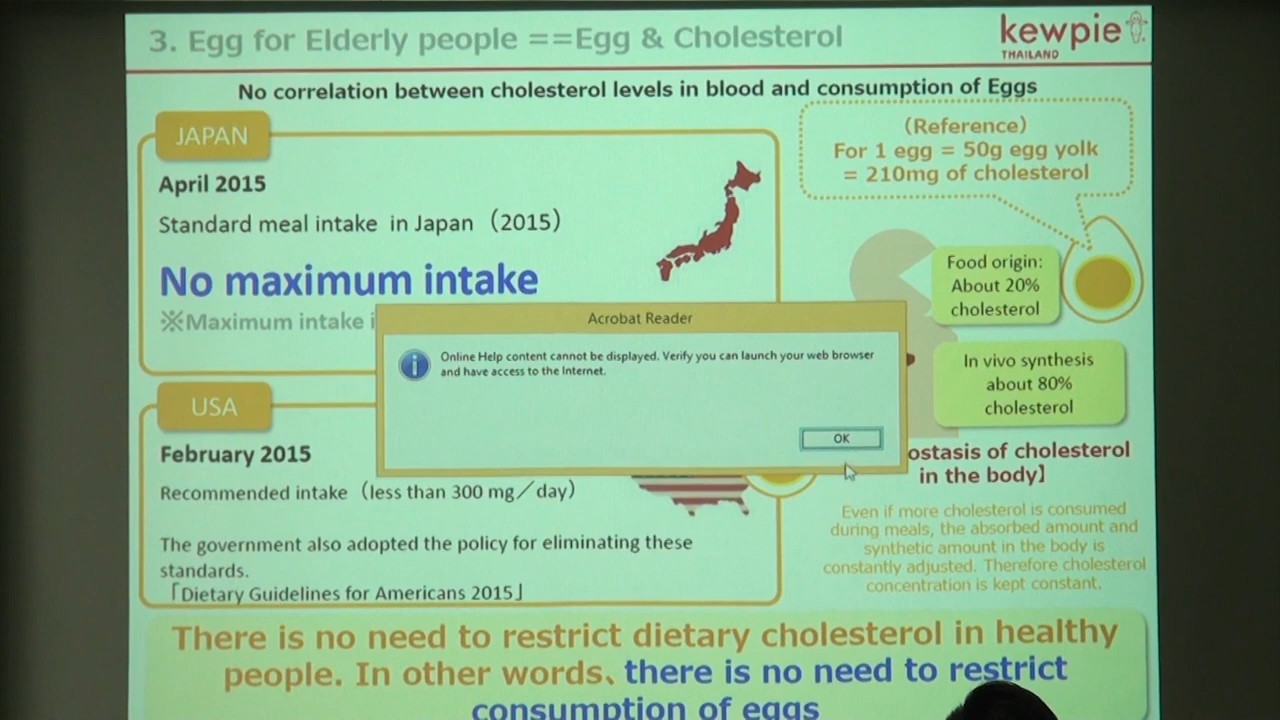 3. Egg for Elderly people ==Egg & Cholesterol
kewpie
THAILAND
No correlation between cholesterol levels in blood and consumption of Eggs
JAPAN
April 2015
Standard meal intake in Japan （2015）
No maximum intake
※Maximum intake i
(Reference)
For 1 egg = 50g egg yolk
= 210mg of cholesterol
Food origin:
About 20%
cholesterol
In vivo synthesis
about 80%
cholesterol
Acrobat Reader
Online Help content cannot be displayed. Verify you can launch your web browser
and have access to the Internet.
OK
USA
February 2015
Recommended intake （less than 300 mg／day）
The government also adopted the policy for eliminating these
standards.
「Dietary Guidelines for Americans 2015」
ostasis of cholesterol
in the body】
Even if more cholesterol is consumed
during meals, the absorbed amount and
synthetic amount in the body is
constantly adjusted. Therefore cholesterol
concentration is kept constant.
There is no need to restrict dietary cholesterol in healthy
people. In other words、there is no need to restrict
consumption of eggs